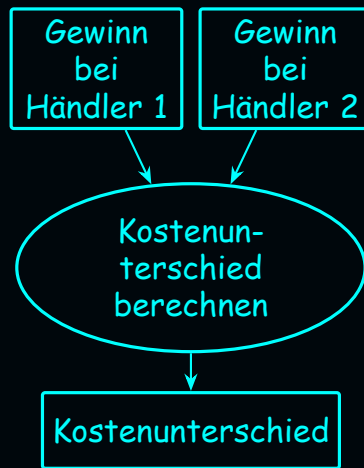 Gewinn
bei
Händler 1
Gewinn
bei
Händler 2
Kostenun-
terschied
berechnen
Kostenunterschied